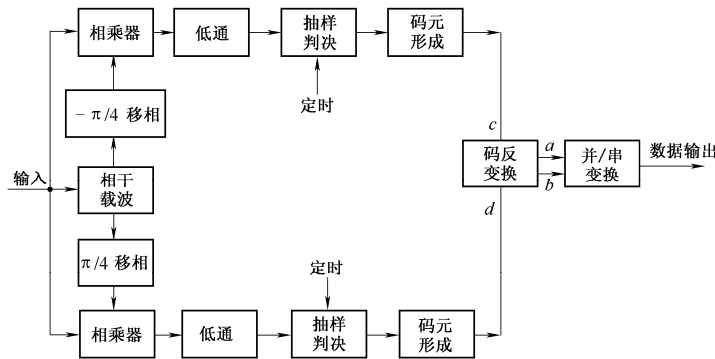 相乘器
低通
抽样
判决
码元
形成
定时
－π/4 移相
c
输入
相干
载波
码反
变换
a
b
并/串
变换
数据输出
d
π/4 移相
定时
相乘器
低通
抽样
判决
码元
形成